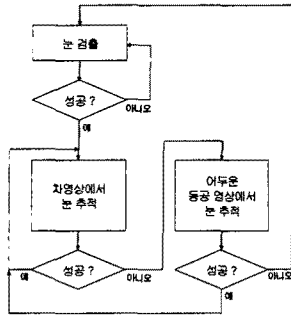 눈 검출
성공 ?
아니오
예
차영상에서
눈 추적
어두운
동공 영상에서
눈 추적
성공 ?
예
아니오
성공 ?
아니오
예